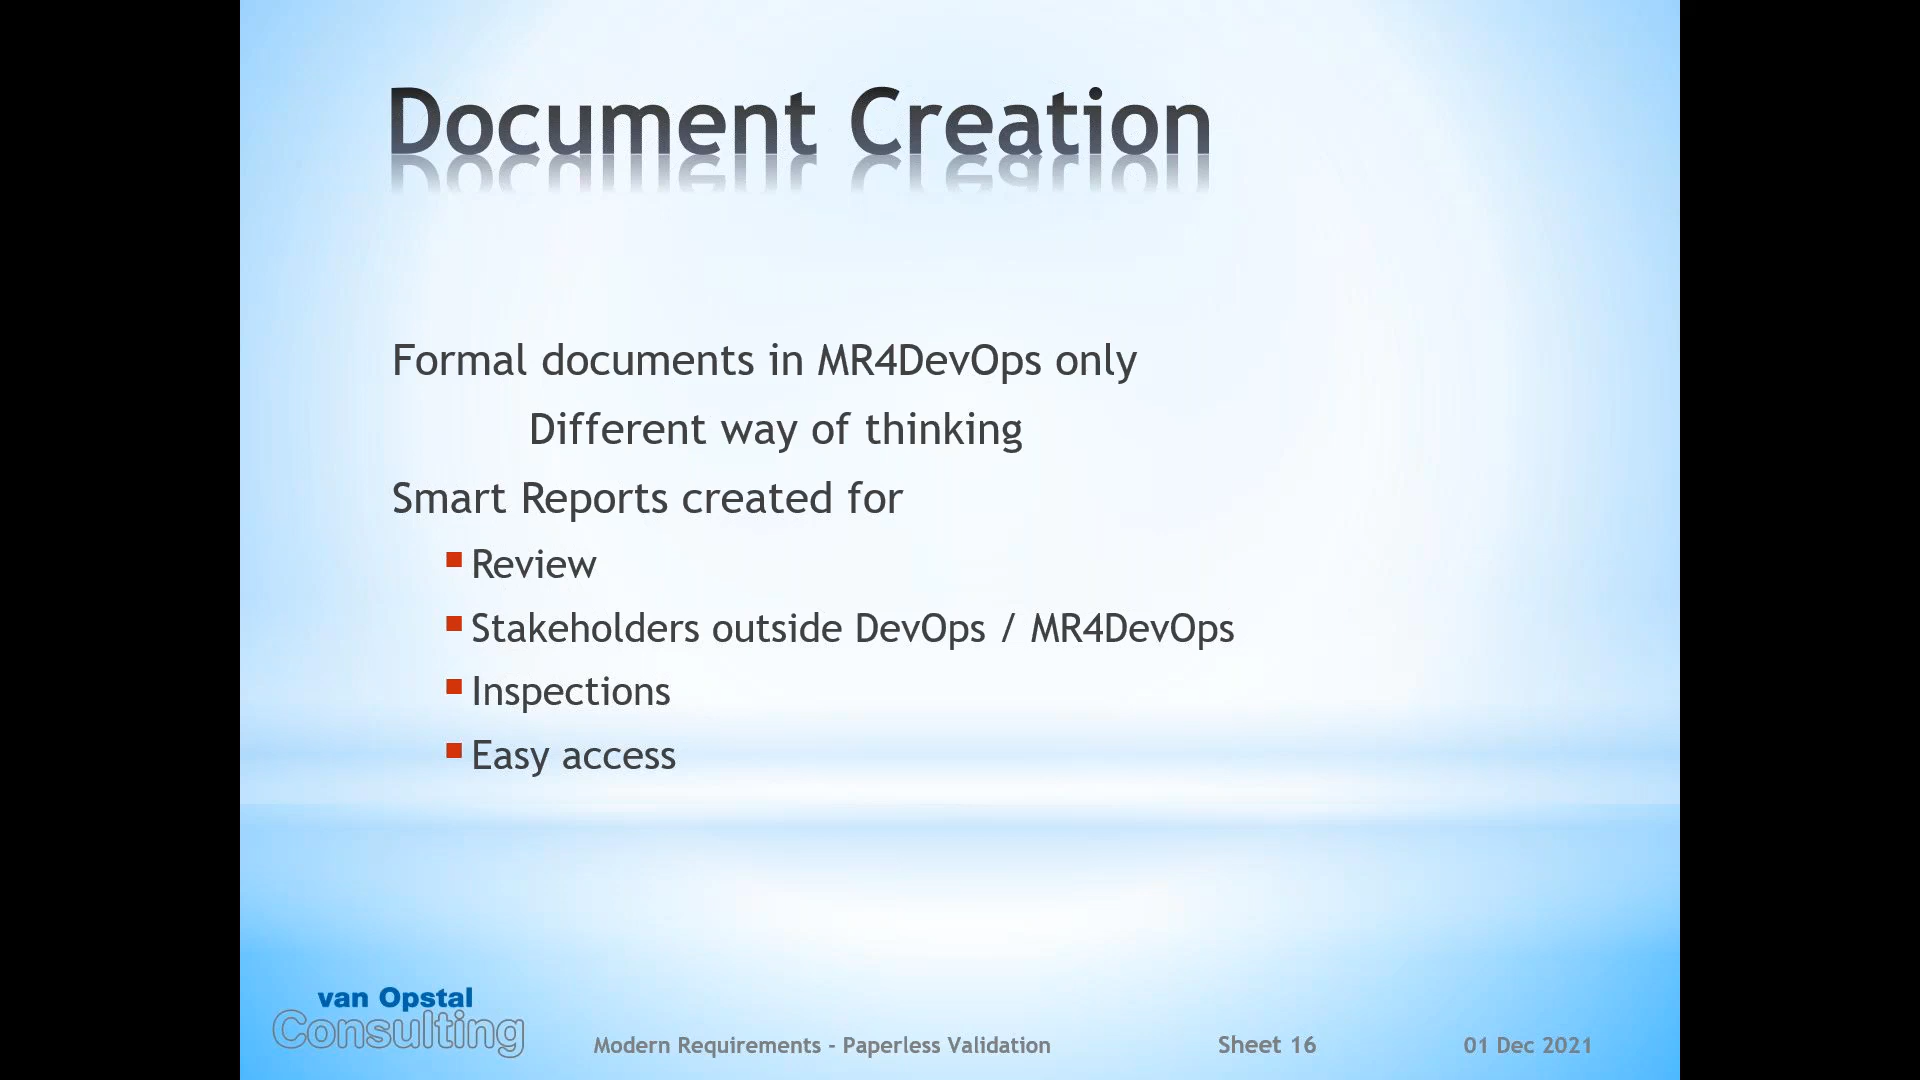 Document Creation
Formal documents in MR4DevOps only
Different way of thinking
Smart Reports created for
Review
Stakeholders outside DevOps / MR4DevOps
Inspections
Easy access
van Opstal
Consulting
Modern Requirements - Paperless Validation
Sheet 16
01 Dec 2021